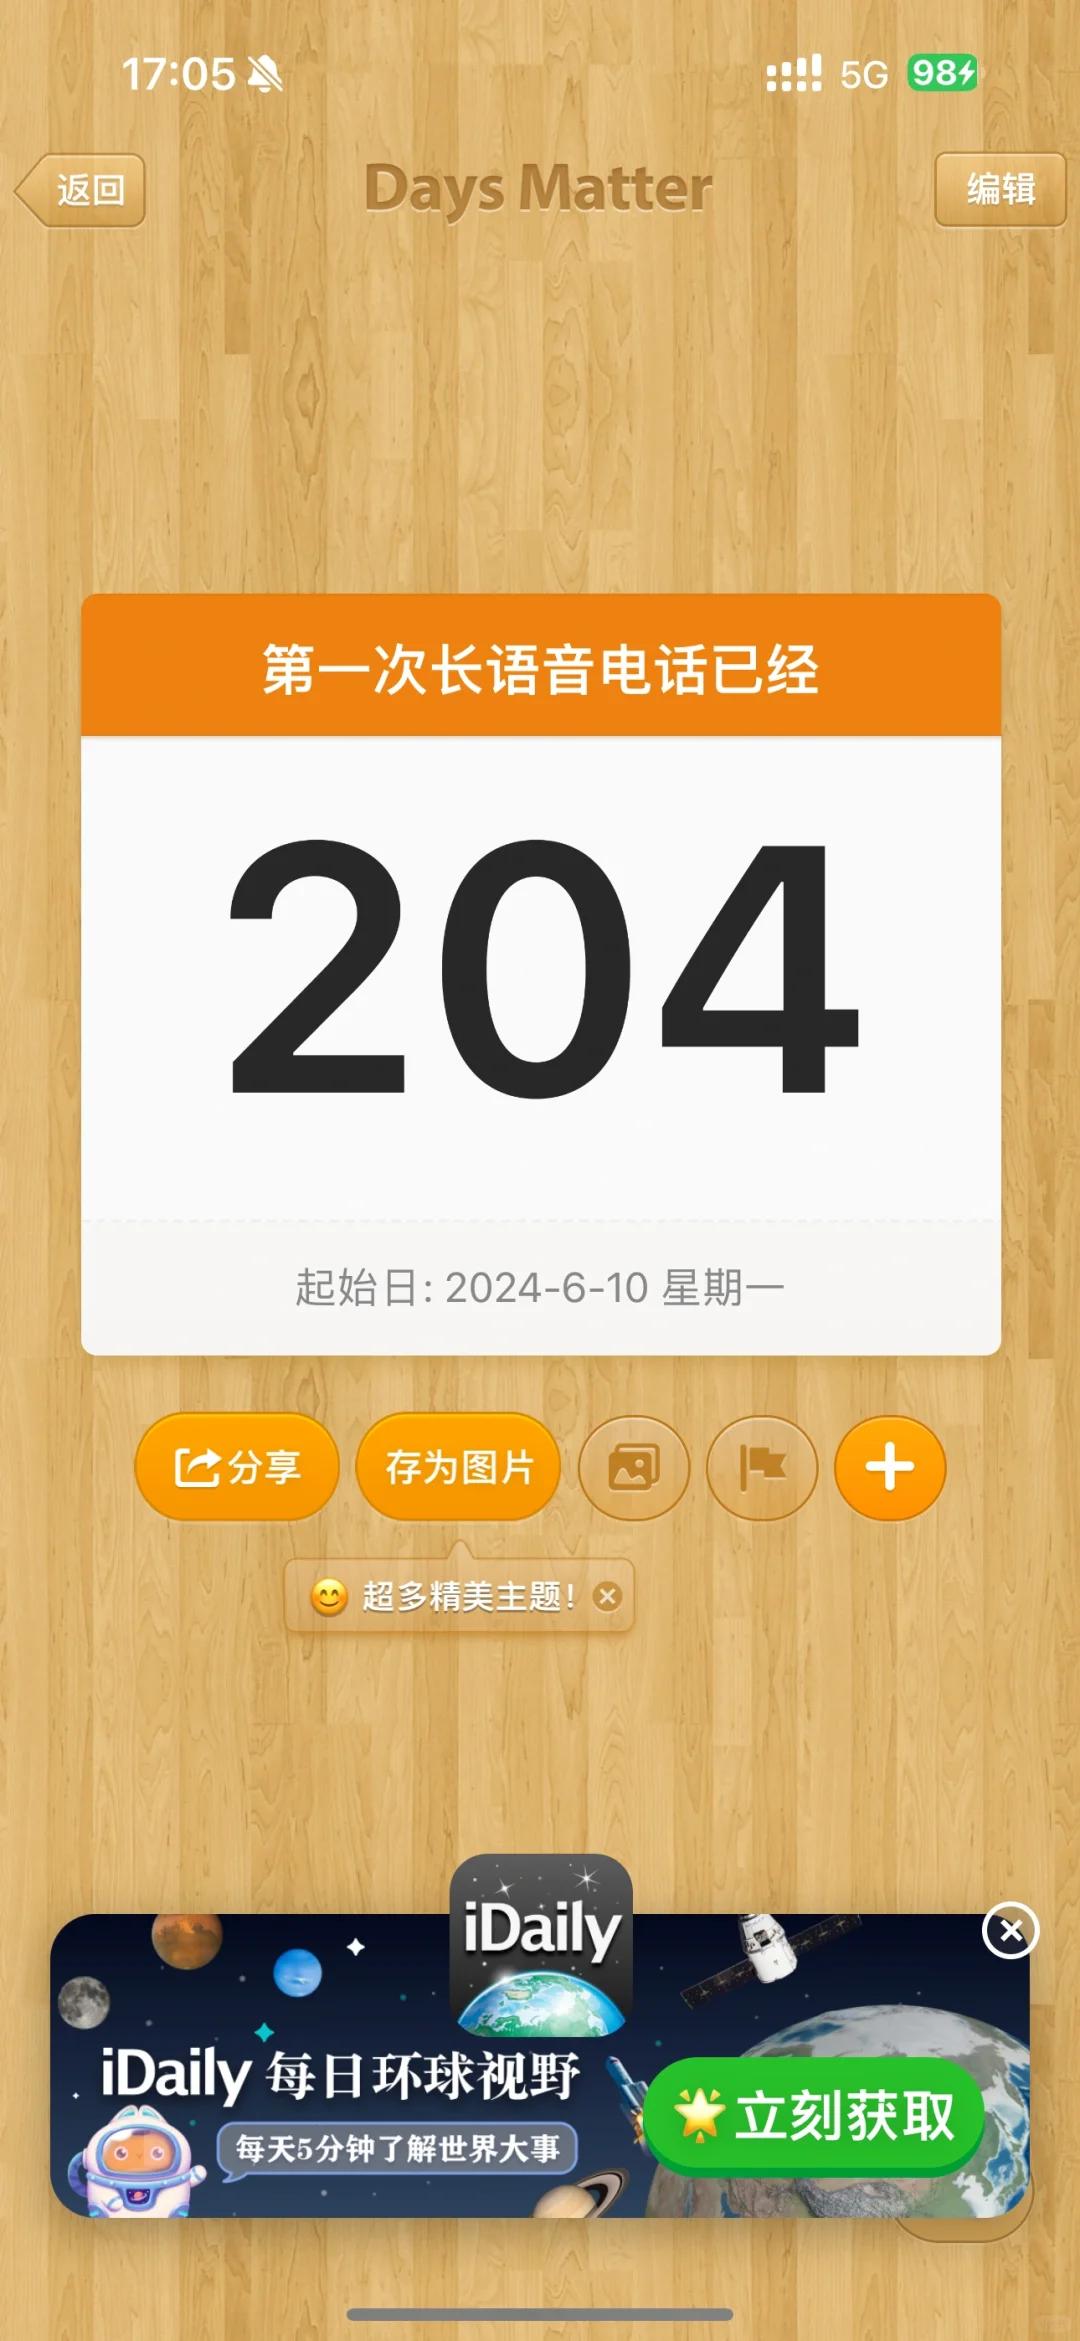 17:05 5G 98
返回 Days Matter 编辑
第一次长语音电话已经
204
起始日: 2024-6-10 星期一
分享 存为图片
😊 超多精美主题!
iDaily
iDaily 每日环球视野
每天5分钟了解世界大事
🌟立刻获取